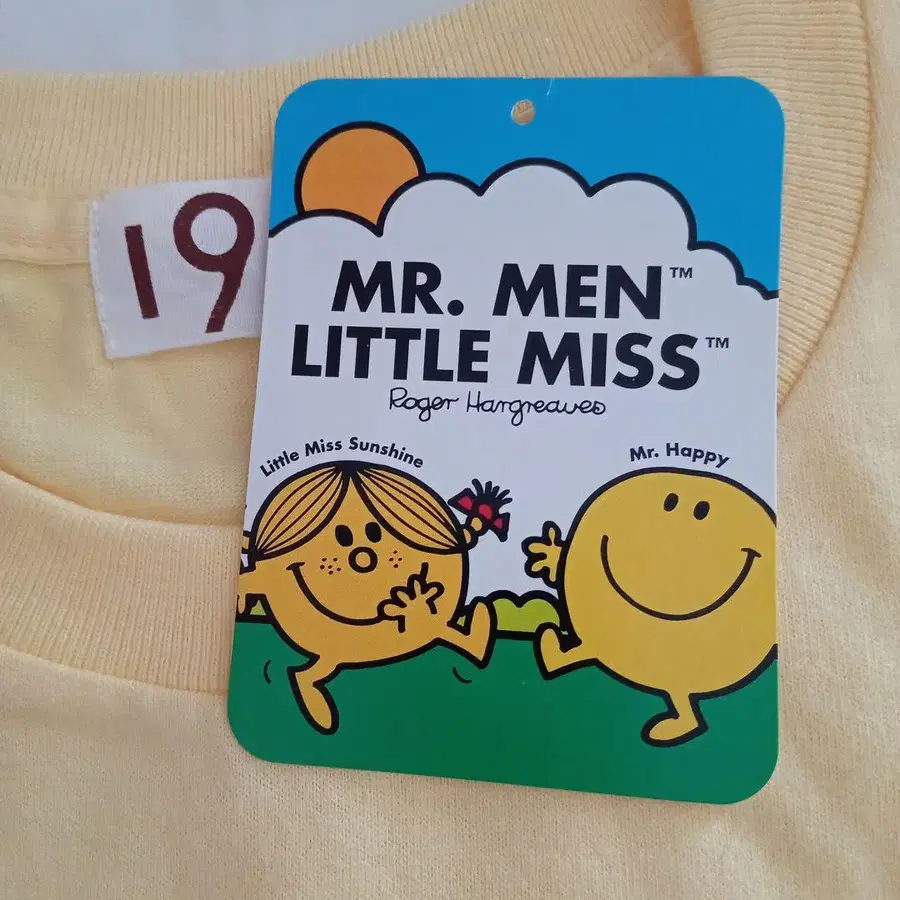 19
MR. MEN™
LITTLE MISS™
Roger Hargreaves
Little Miss Sunshine
Mr. Happy